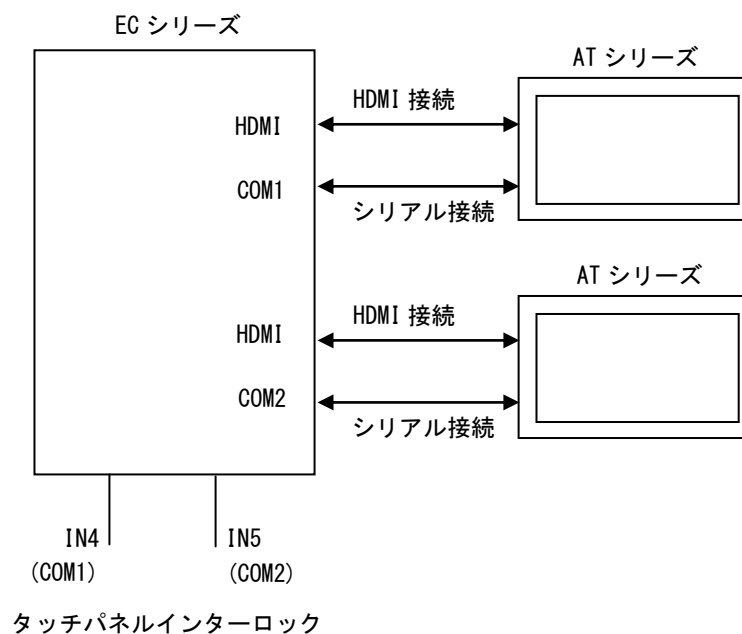 EC シリーズ
AT シリーズ
HDMI 接続
HDMI
COM1
シリアル接続
AT シリーズ
HDMI 接続
HDMI
COM2
シリアル接続
IN4
IN5
(COM1)
(COM2)
タッチパネルインターロック